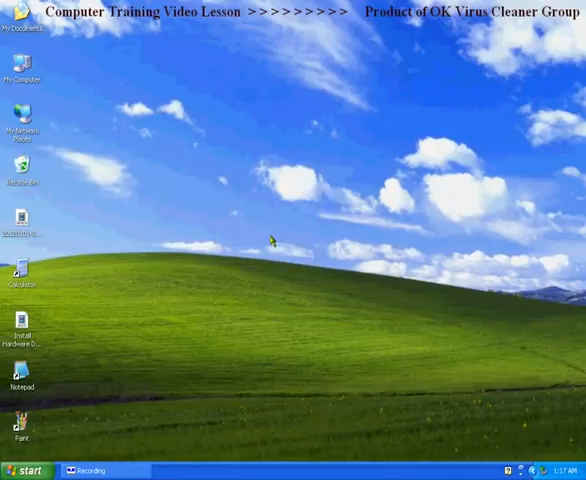 Computer Training Video Lesson >>>>>>>>> Product of OK Virus Cleaner Group
My Documents
My Computer
My Network
Places
Recycle Bin
Calculator
Install
Hardware D...
Notepad
Paint
start
Recording
1:17 AM